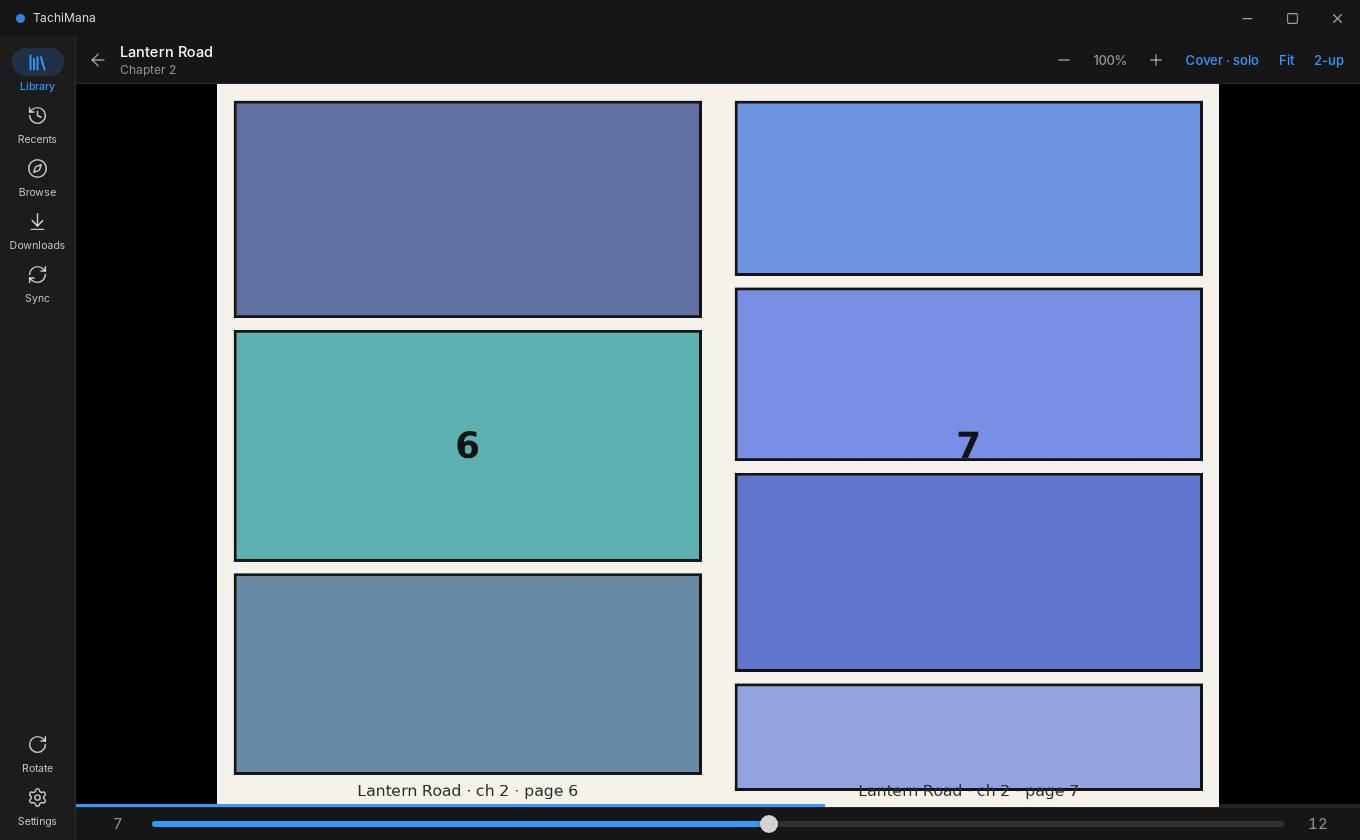 TachiMana
Library
Recents
Browse
Downloads
Sync
Rotate
Settings
Lantern Road
Chapter 2
100%
Cover · solo
Fit
2-up
6
Lantern Road · ch 2 · page 6
7
Lantern Road · ch 2 · page 7
7
12